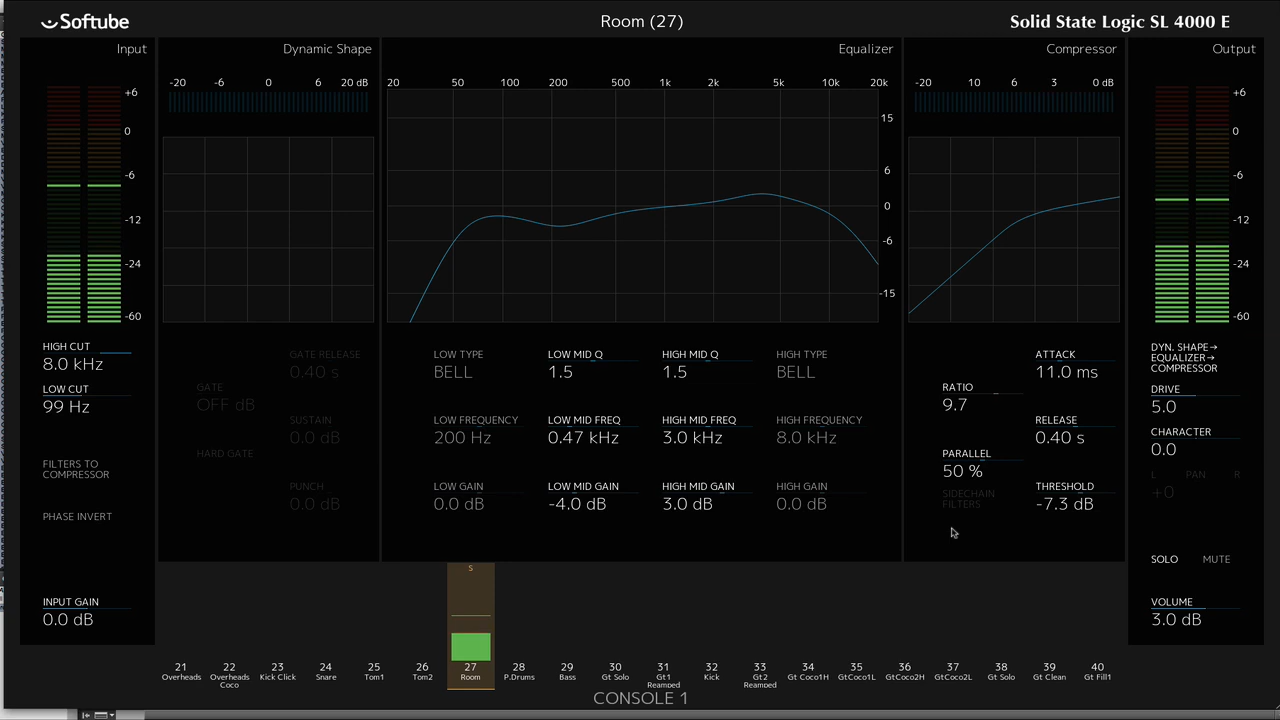 Softube
Room (27)
Solid State Logic SL 4000 E
Input
Dynamic Shape
Equalizer
Compressor
Output
-20 -6 0 6 20 dB
20 50 100 200 500 1k 2k 5k 10k 20k
-20 10 6 3 0 dB
+6
0
-6
-12
-24
-60
15
6
0
-6
-15
+6
0
-6
-12
-24
-60
HIGH CUT
8.0 kHz
LOW CUT
99 Hz
FILTERS TO
COMPRESSOR
PHASE INVERT
INPUT GAIN
0.0 dB
GATE RELEASE
0.40 s
GATE
OFF dB
SUSTAIN
0.0 dB
HARD GATE
PUNCH
0.0 dB
LOW TYPE
BELL
LOW MID Q
1.5
HIGH MID Q
1.5
HIGH TYPE
BELL
LOW FREQUENCY
200 Hz
LOW MID FREQ
0.47 kHz
HIGH MID FREQ
3.0 kHz
HIGH FREQUENCY
8.0 kHz
LOW GAIN
0.0 dB
LOW MID GAIN
-4.0 dB
HIGH MID GAIN
3.0 dB
HIGH GAIN
0.0 dB
ATTACK
11.0 ms
RATIO
9.7
RELEASE
0.40 s
PARALLEL
50 %
THRESHOLD
-7.3 dB
SIDECHAIN
FILTERS
DYN. SHAPE→
EQUALIZER→
COMPRESSOR
DRIVE
5.0
CHARACTER
0.0
L PAN R
+0
SOLO MUTE
VOLUME
3.0 dB
S
21 22 23 24 25 26 27 28 29 30 31 32 33 34 35 36 37 38 39 40
Overheads Overheads Coco Kick Click Snare Tom1 Tom2 Room P.Drums Bass Gt Solo Gt1 Reamped Kick Gt2 Reamped Gt Coco1H GtCoco1L GtCoco2H GtCoco2L Gt Solo Gt Clean Gt Fill1
CONSOLE 1